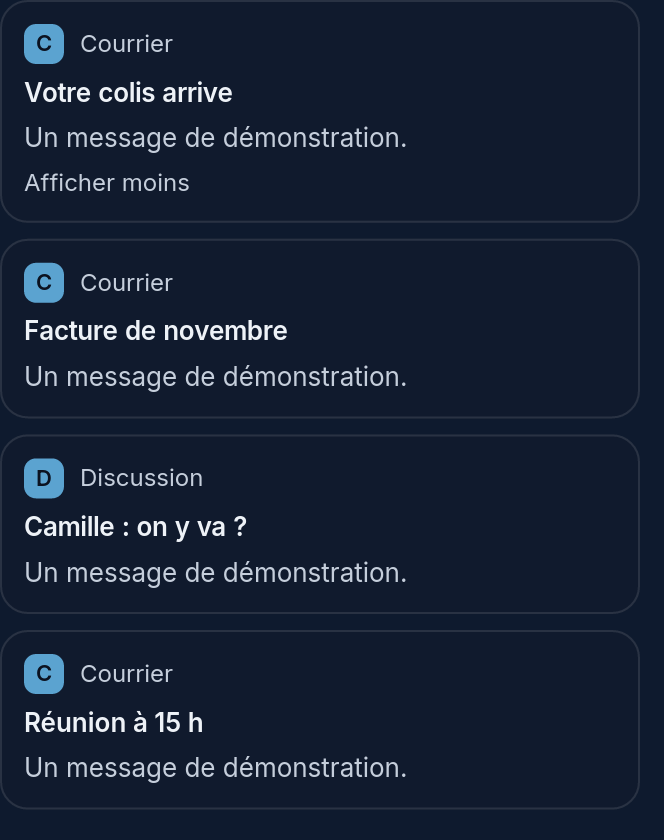 C Courrier
Votre colis arrive
Un message de démonstration.
Afficher moins
C Courrier
Facture de novembre
Un message de démonstration.
D Discussion
Camille : on y va ?
Un message de démonstration.
C Courrier
Réunion à 15 h
Un message de démonstration.